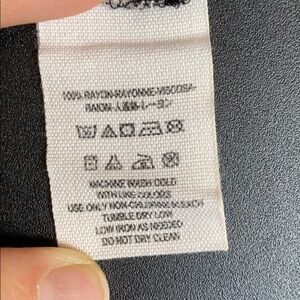 100% RAYON-RAYONNE-VISCOSA-
RAION-人造絲-レーヨン
MACHINE WASH COLD
WITH LIKE COLORS
USE ONLY NON-CHLORINE BLEACH
TUMBLE DRY LOW
LOW IRON AS NEEDED
DO NOT DRY CLEAN